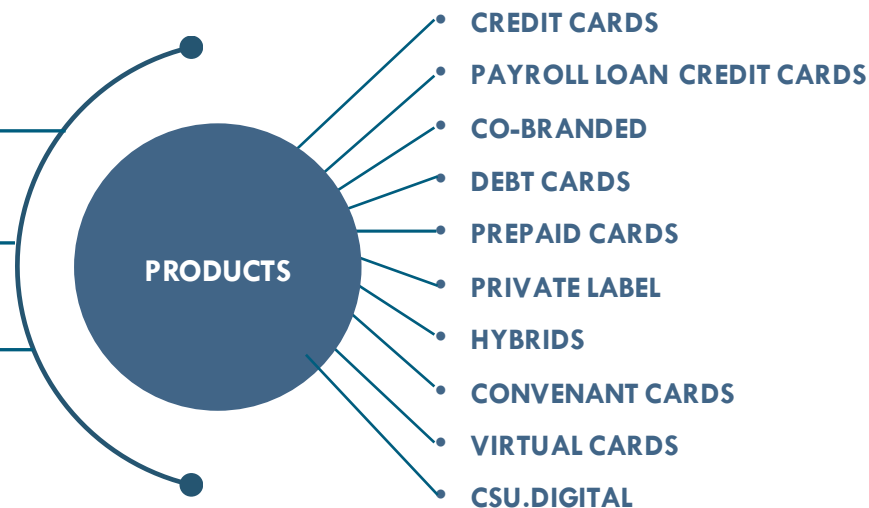 CREDIT CARDS
PAYROLL LOAN CREDIT CARDS
CO-BRANDED
DEBT CARDS
PREPAID CARDS
PRODUCTS
PRIVATE LABEL
HYBRIDS
CONVENANT CARDS
VIRTUAL CARDS
CSU.DIGITAL